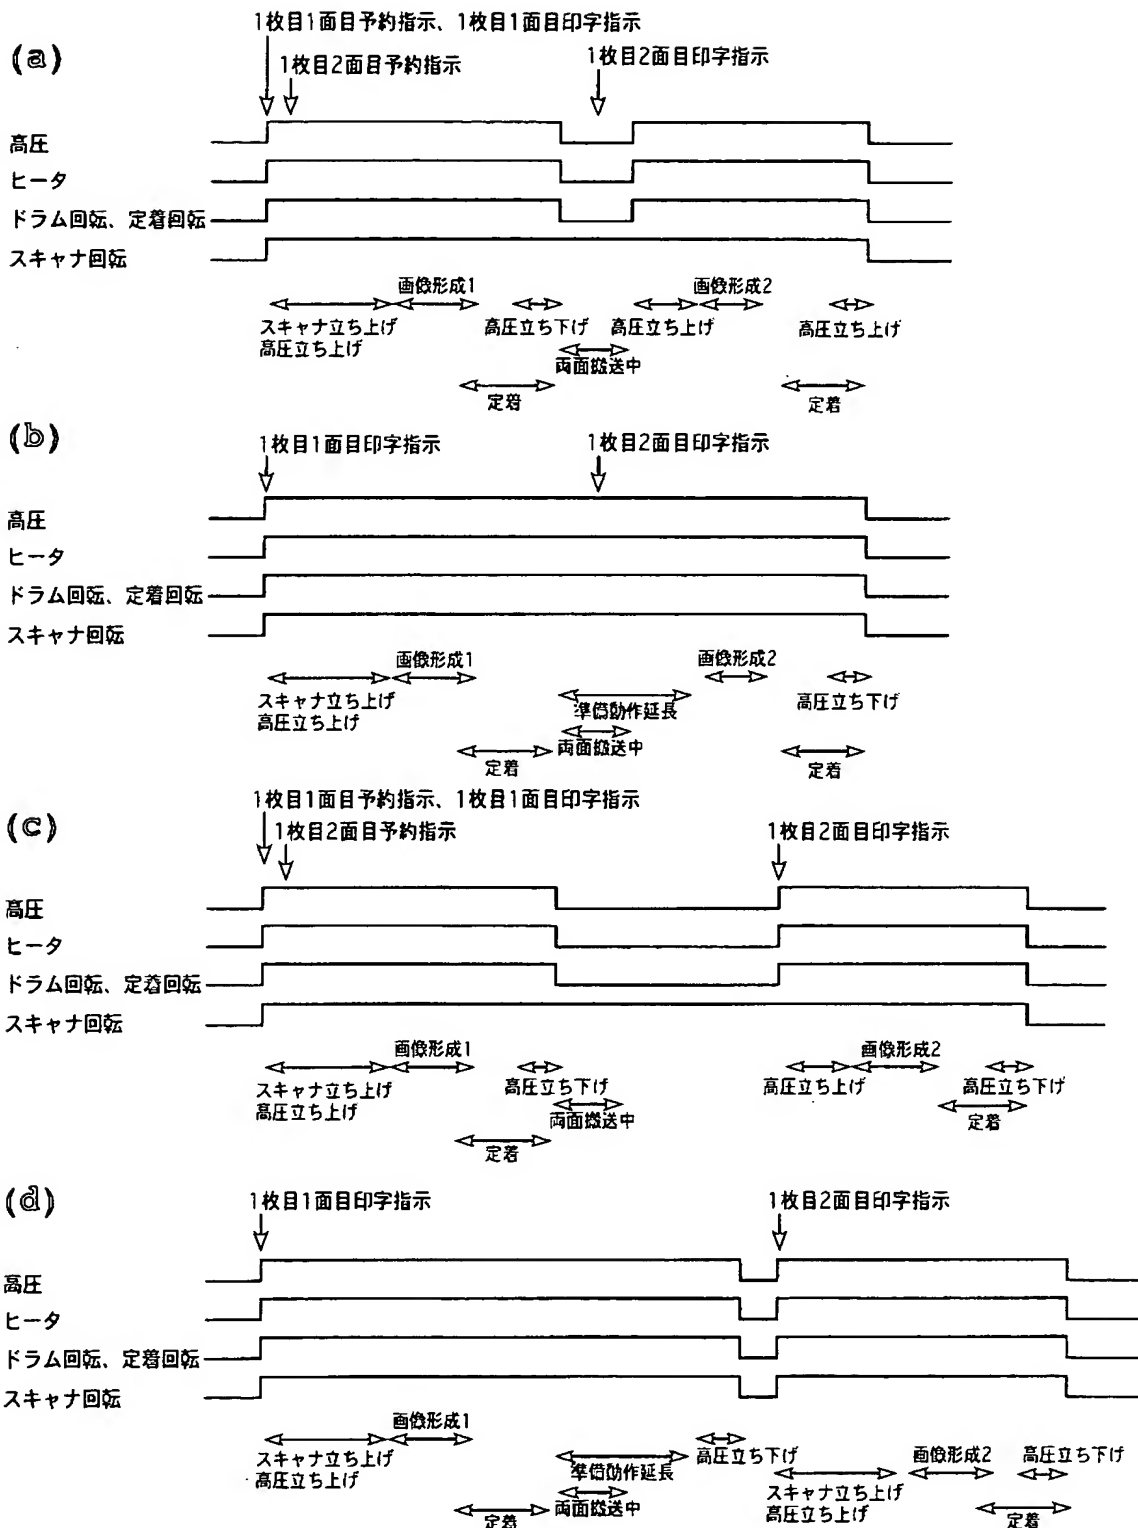 1枚目1面目予約指示、1枚目1面目印字指示
(a)
1枚目2面目予約指示
1枚目2面目印字指示
高圧
ヒータ
ドラム回転、定着回転
スキャナ回転
画像形成1
画像形成2
スキャナ立ち上げ
高圧立ち下げ
高圧立ち上げ
高圧立ち上げ
高圧立ち上げ
両面搬送中
定着
定着
(b)
1枚目1面目印字指示
1枚目2面目印字指示
高圧
ヒータ
ドラム回転、定着回転
スキャナ回転
画像形成1
画像形成2
スキャナ立ち上げ
高圧立ち上げ
準備動作延長
高圧立ち下げ
両面搬送中
定着
定着
1枚目1面目予約指示、1枚目1面目印字指示
(c)
1枚目2面目予約指示
1枚目2面目印字指示
高圧
ヒータ
ドラム回転、定着回転
スキャナ回転
画像形成1
画像形成2
スキャナ立ち上げ
高圧立ち上げ
高圧立ち下げ
高圧立ち上げ
高圧立ち下げ
両面搬送中
定着
定着
(d)
1枚目1面目印字指示
1枚目2面目印字指示
高圧
ヒータ
ドラム回転、定着回転
スキャナ回転
画像形成1
スキャナ立ち上げ
高圧立ち上げ
準備動作延長
高圧立ち下げ
画像形成2
高圧立ち下げ
両面搬送中
スキャナ立ち上げ
高圧立ち上げ
定着
定着